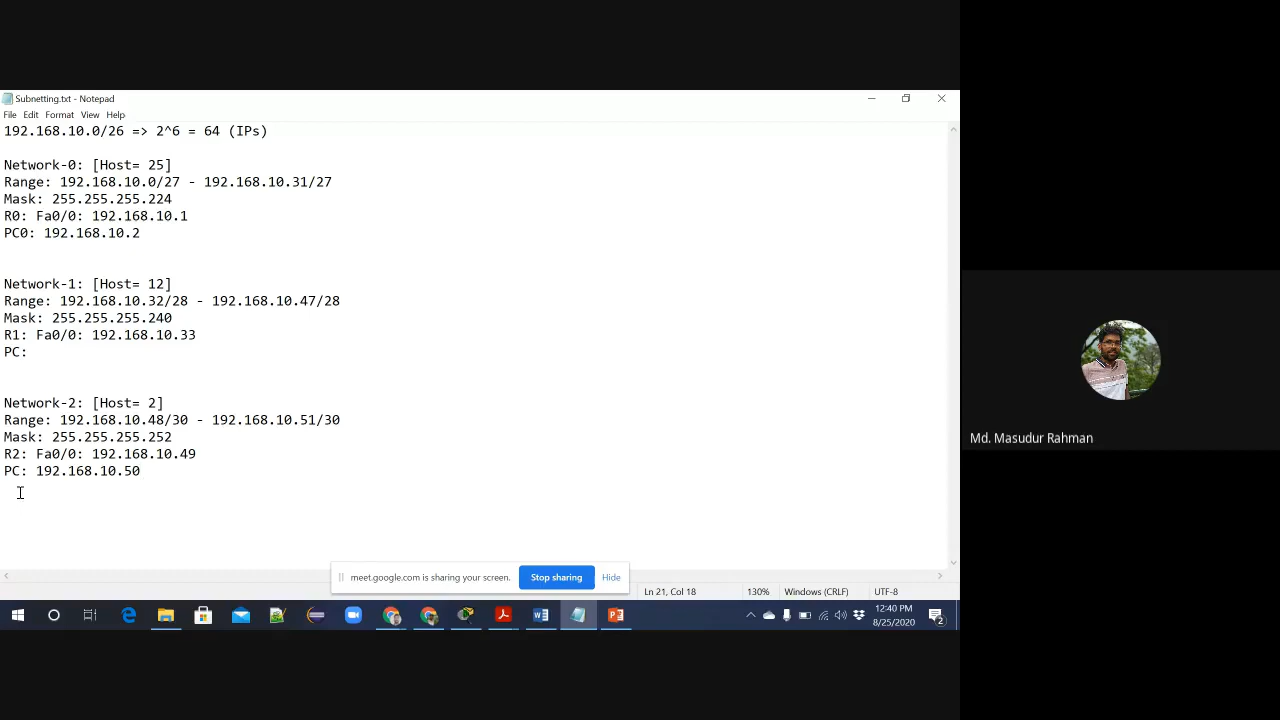 Subnetting.txt - Notepad
File Edit Format View Help
192.168.10.0/26 => 2^6 = 64 (IPs)
Network-0: [Host= 25]
Range: 192.168.10.0/27 - 192.168.10.31/27
Mask: 255.255.255.224
R0: Fa0/0: 192.168.10.1
PC0: 192.168.10.2
Network-1: [Host= 12]
Range: 192.168.10.32/28 - 192.168.10.47/28
Mask: 255.255.255.240
R1: Fa0/0: 192.168.10.33
PC:
Network-2: [Host= 2]
Range: 192.168.10.48/30 - 192.168.10.51/30
Mask: 255.255.255.252
R2: Fa0/0: 192.168.10.49
PC: 192.168.10.50
Md. Masudur Rahman
meet.google.com is sharing your screen. Stop sharing Hide
Ln 21, Col 18 130% Windows (CRLF) UTF-8
12:40 PM
8/25/2020
2